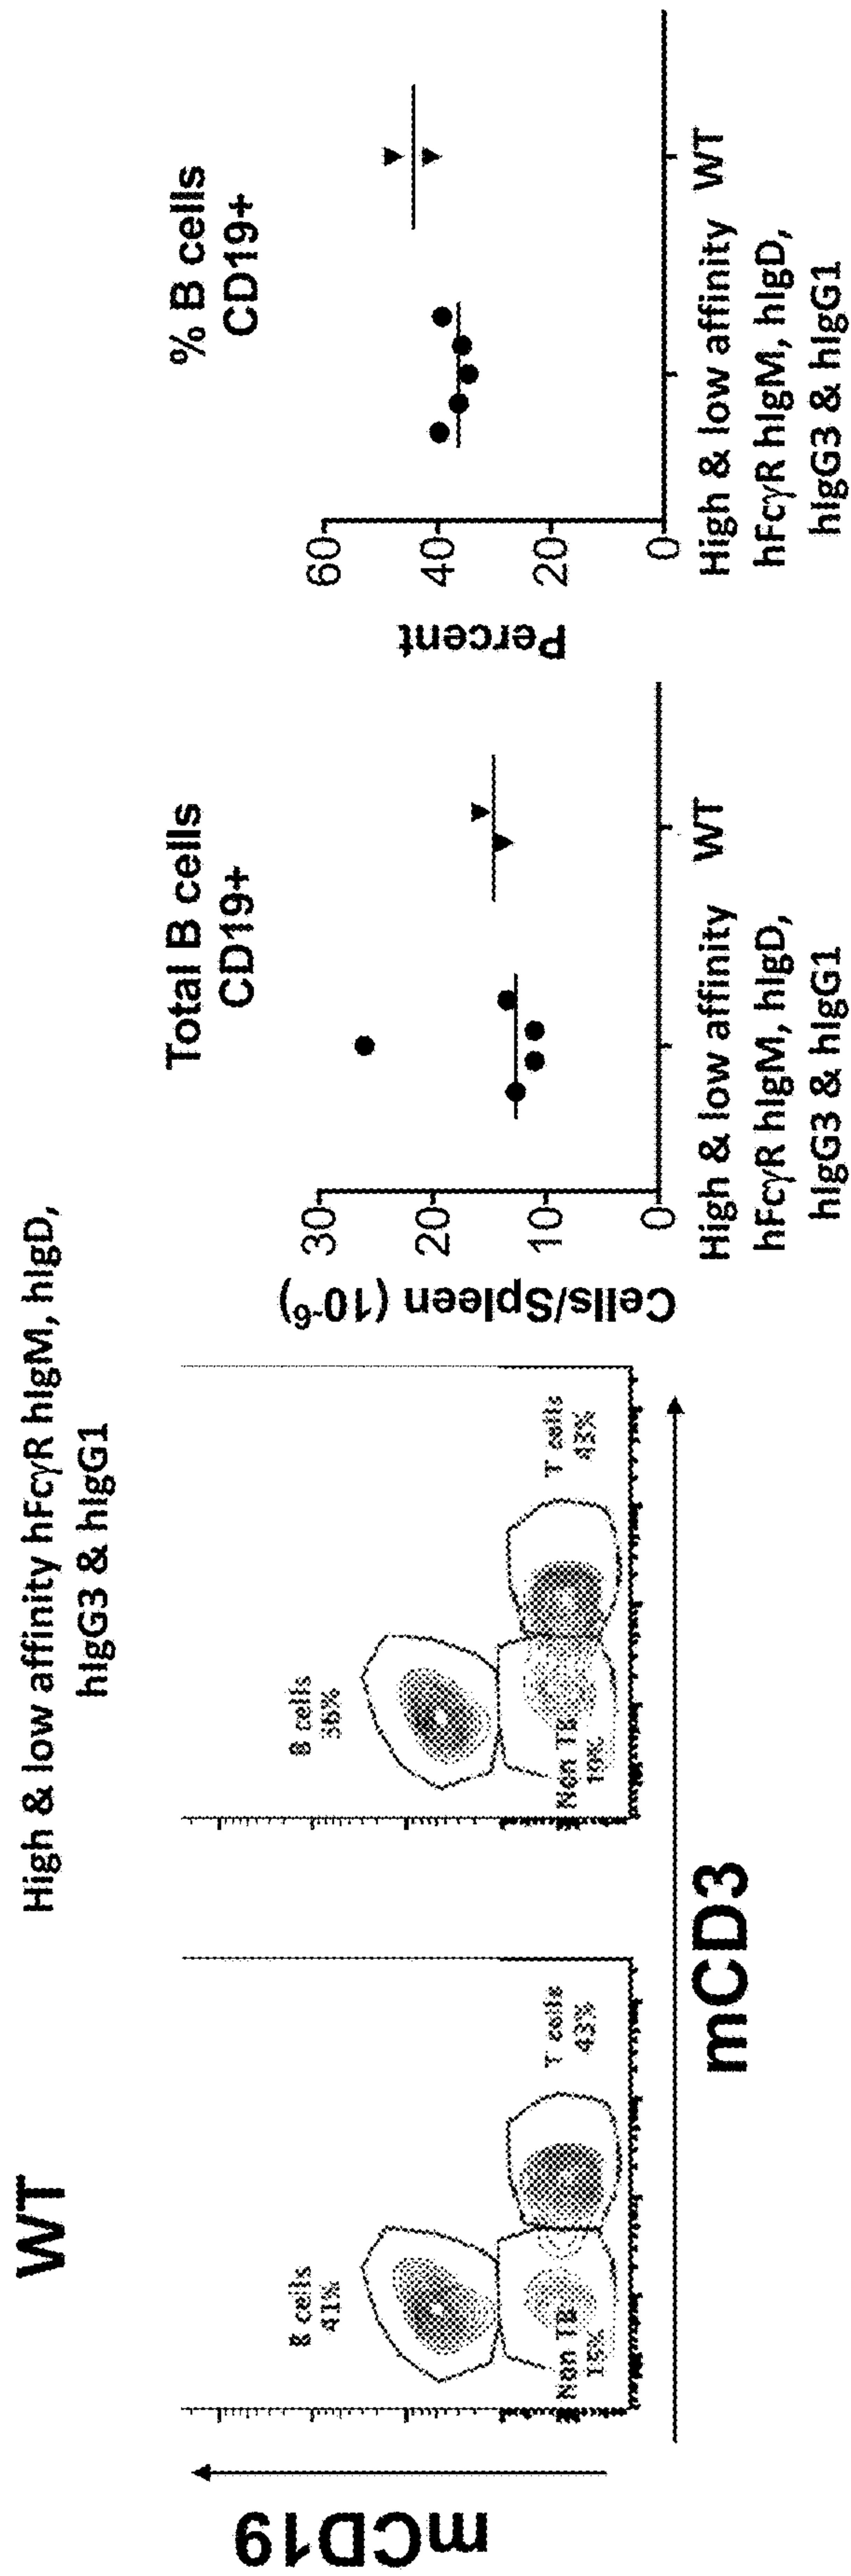 WT
High & low affinity hFcγR hIgM, hIgD,
hIgG3 & hIgG1
mCD19
B cells
41%
Non TB
15%
T cells
43%
B cells
36%
Non TB
19%
T cells
43%
mCD3
Total B cells
CD19+
Cells/Spleen (10-6)
30
20
10
0
High & low affinity
hFcγR hIgM, hIgD,
hIgG3 & hIgG1
WT
% B cells
CD19+
Percent
60
40
20
0
High & low affinity
hFcγR hIgM, hIgD,
hIgG3 & hIgG1
WT